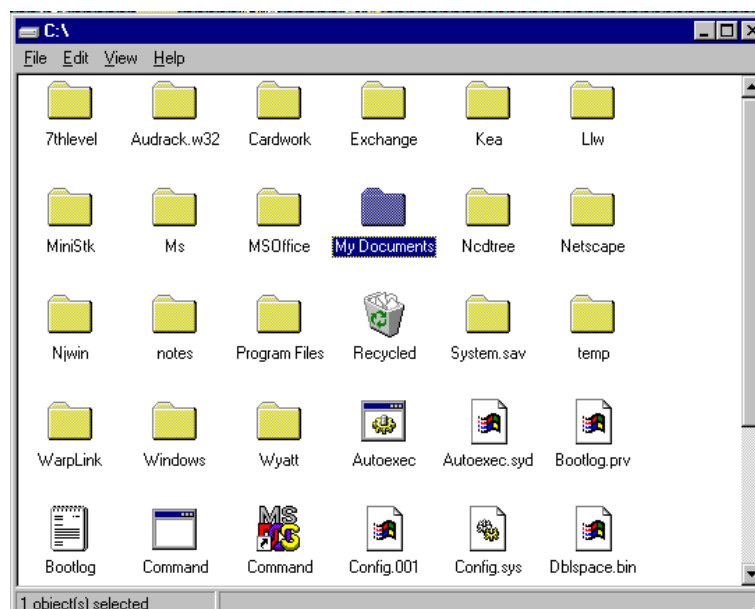 C:\
File Edit View Help
7thlevel Audrack.w32 Cardwork Exchange Kea Llw
MiniStk Ms MSOffice My Documents Ncdtree Netscape
Njwin notes Program Files Recycled System.sav temp
WarpLink Windows Wyatt Autoexec Autoexec.syd Bootlog.prv
MS
Bootlog Command Command Config.001 Config.sys Dblspace.bin
1 object(s) selected